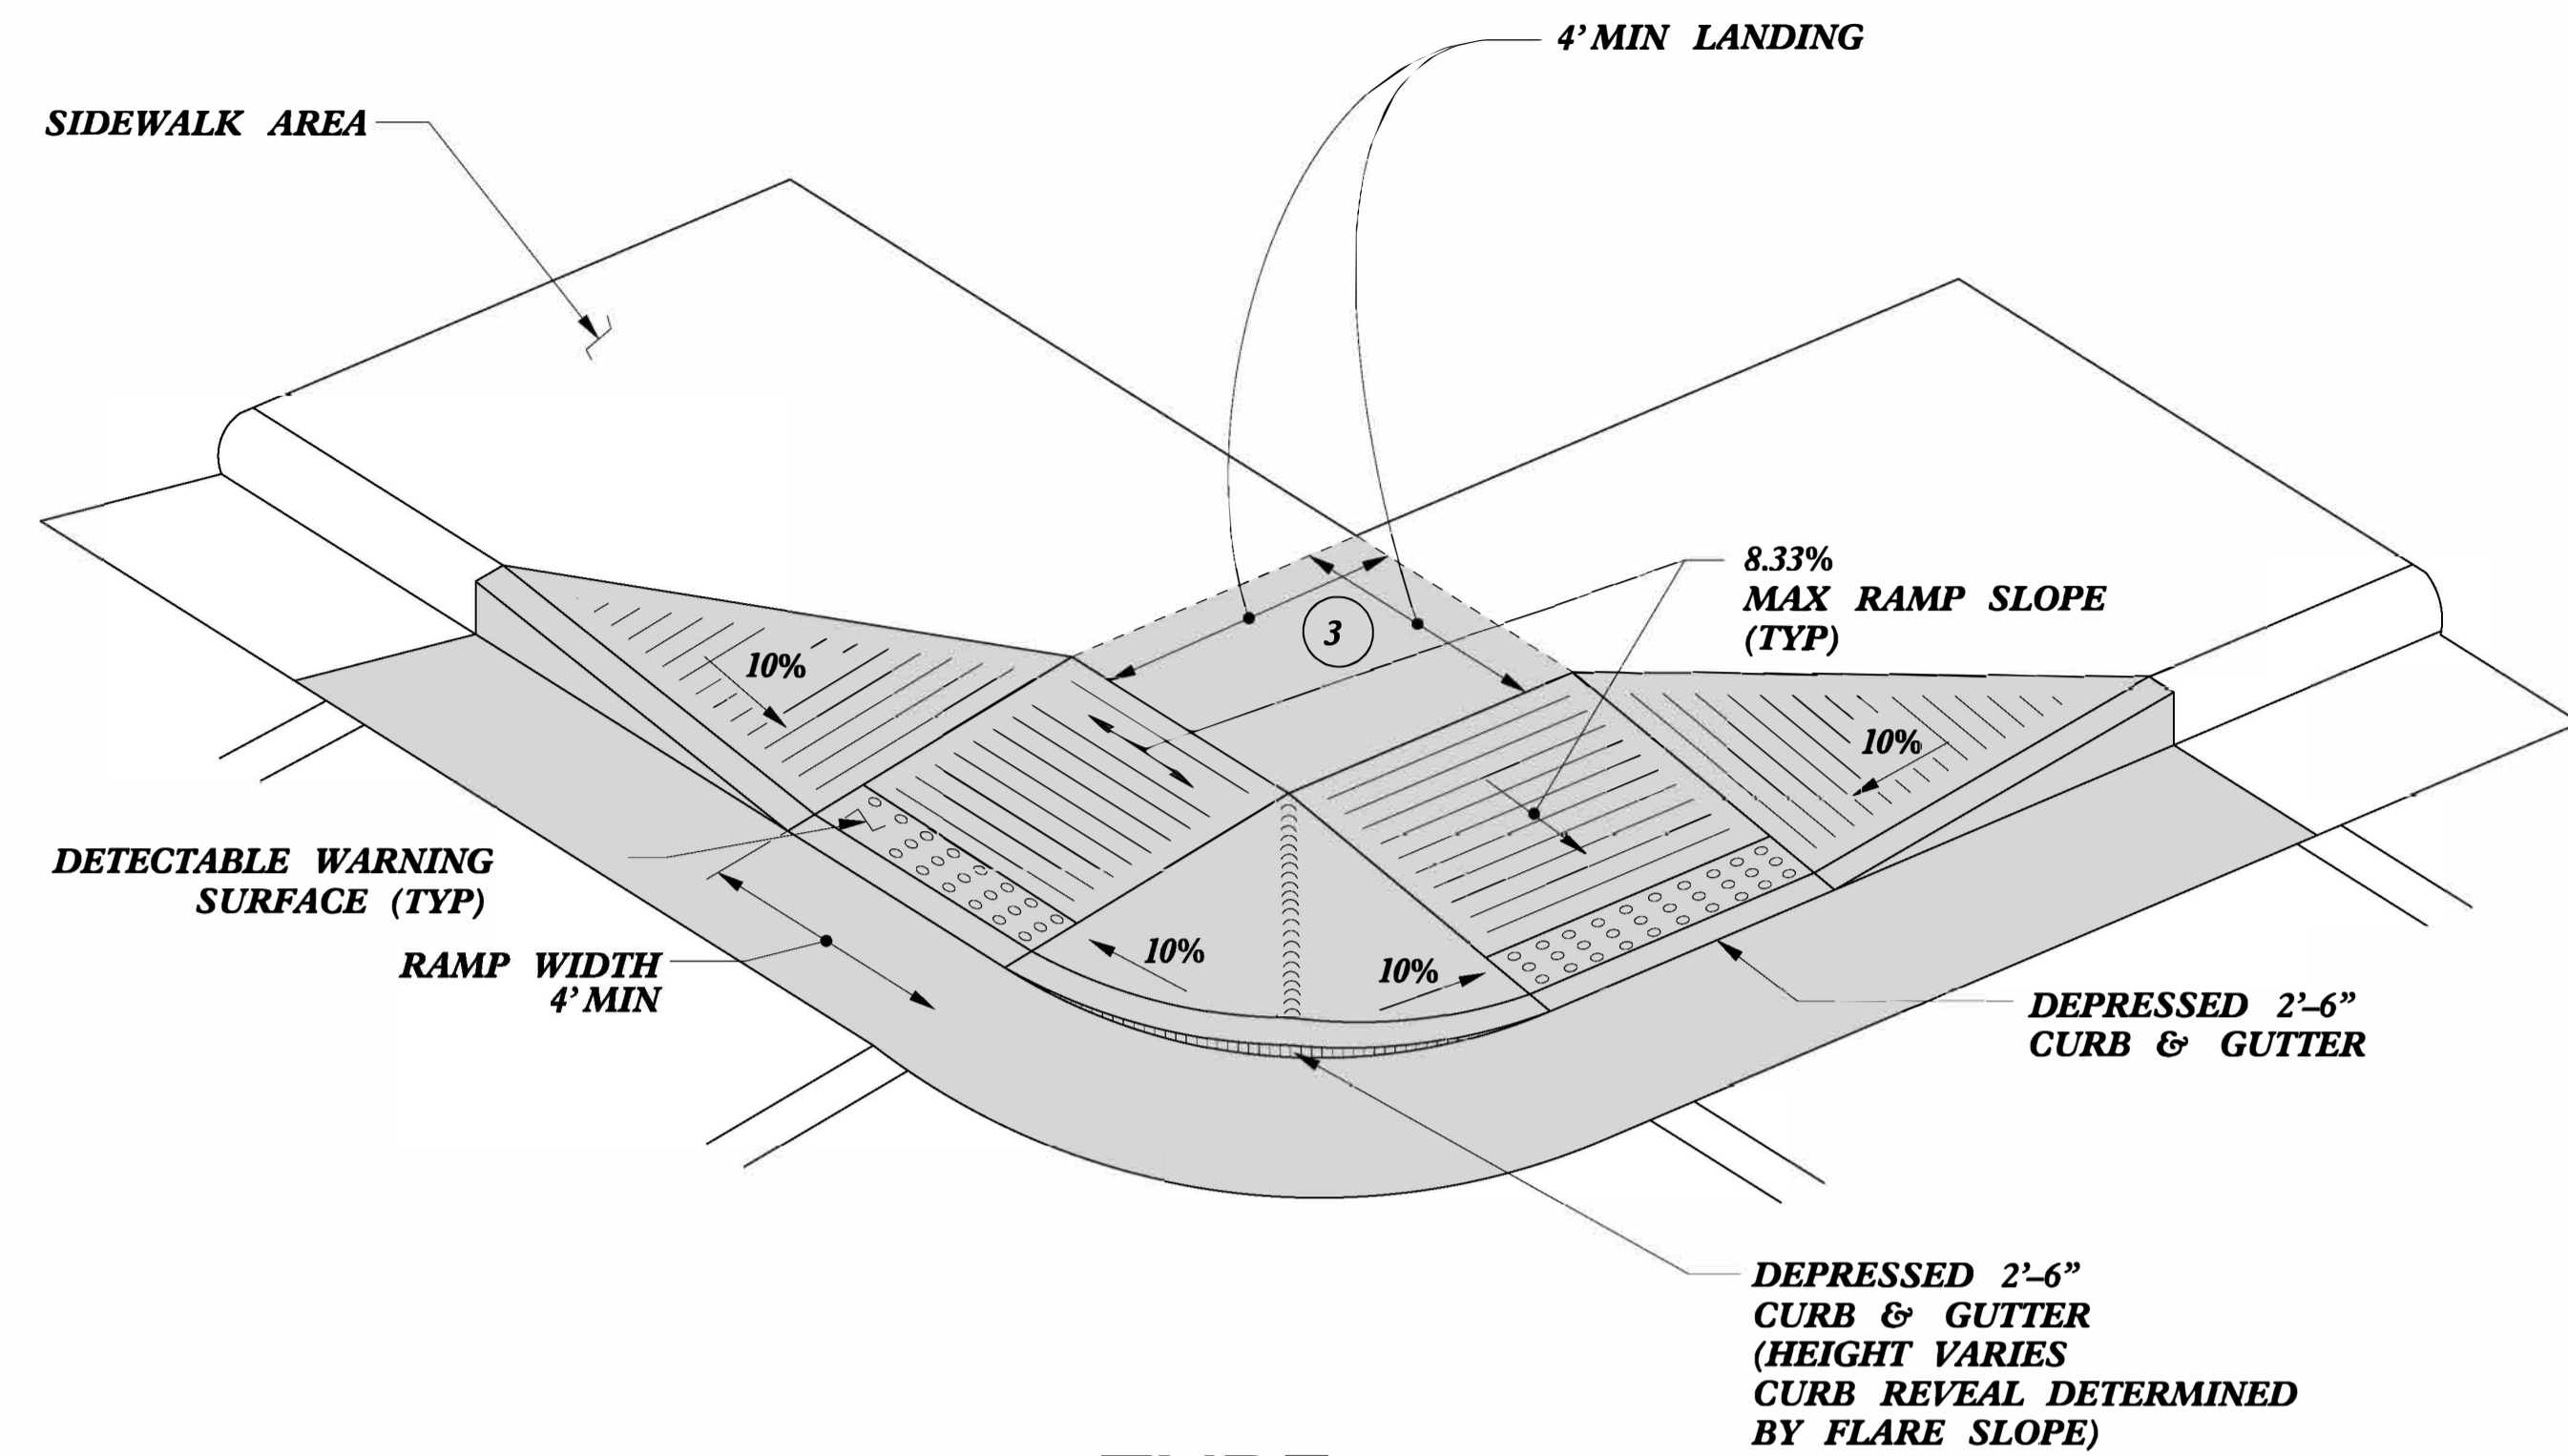 4' MIN LANDING
SIDEWALK AREA
8.33%
MAX RAMP SLOPE
(TYP)
3
10%
10%
DETECTABLE WARNING
SURFACE (TYP)
RAMP WIDTH
4' MIN
10%
10%
DEPRESSED 2'–6"
CURB & GUTTER
DEPRESSED 2'–6"
CURB & GUTTER
(HEIGHT VARIES
CURB REVEAL DETERMINED
BY FLARE SLOPE)